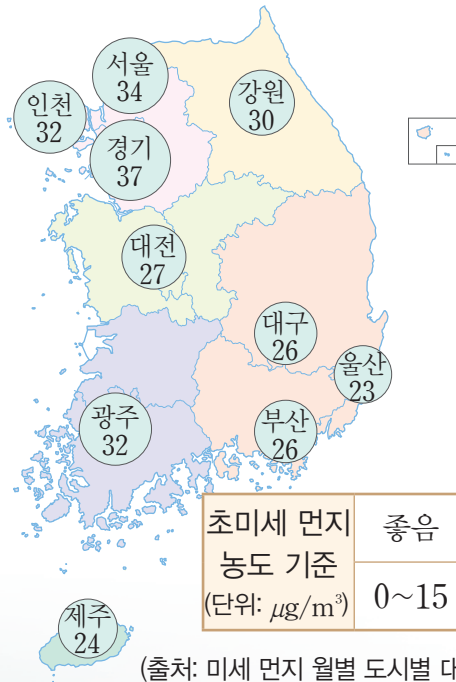 서울
34
인천
32
강원
30
경기
37
대전
27
대구
26
울산
23
광주
32
부산
26
초미세 먼지
농도 기준
(단위: µg/m³)
좋음
0~15
제주
24
(출처: 미세 먼지 월별 도시별